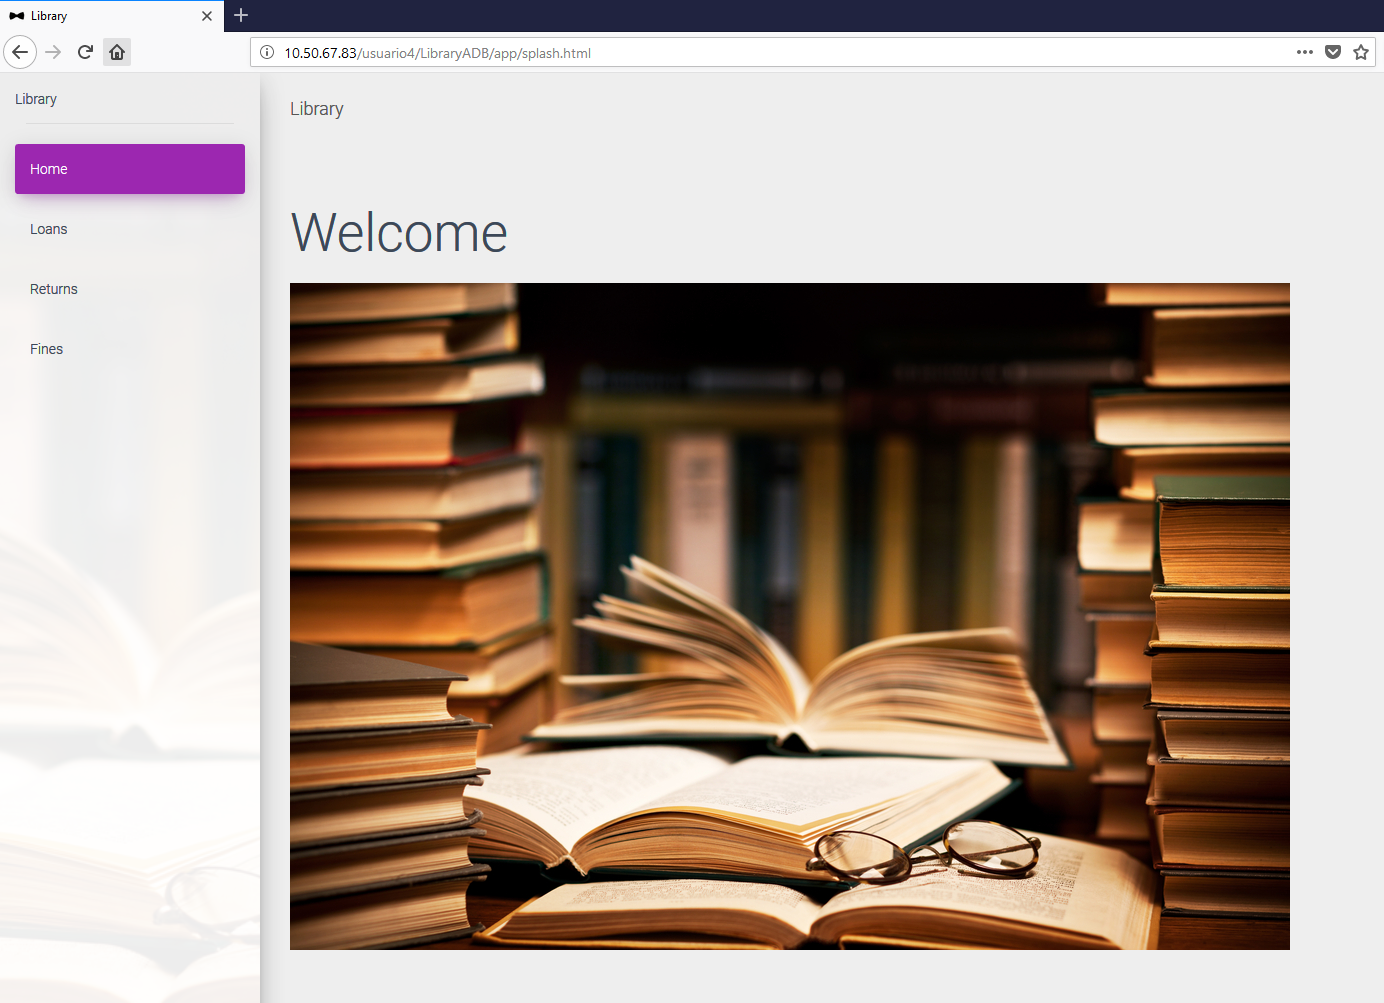 Library
10.50.67.83/usuario4/LibraryADB/app/splash.html
Library
Home
Loans
Returns
Fines
Library
Welcome